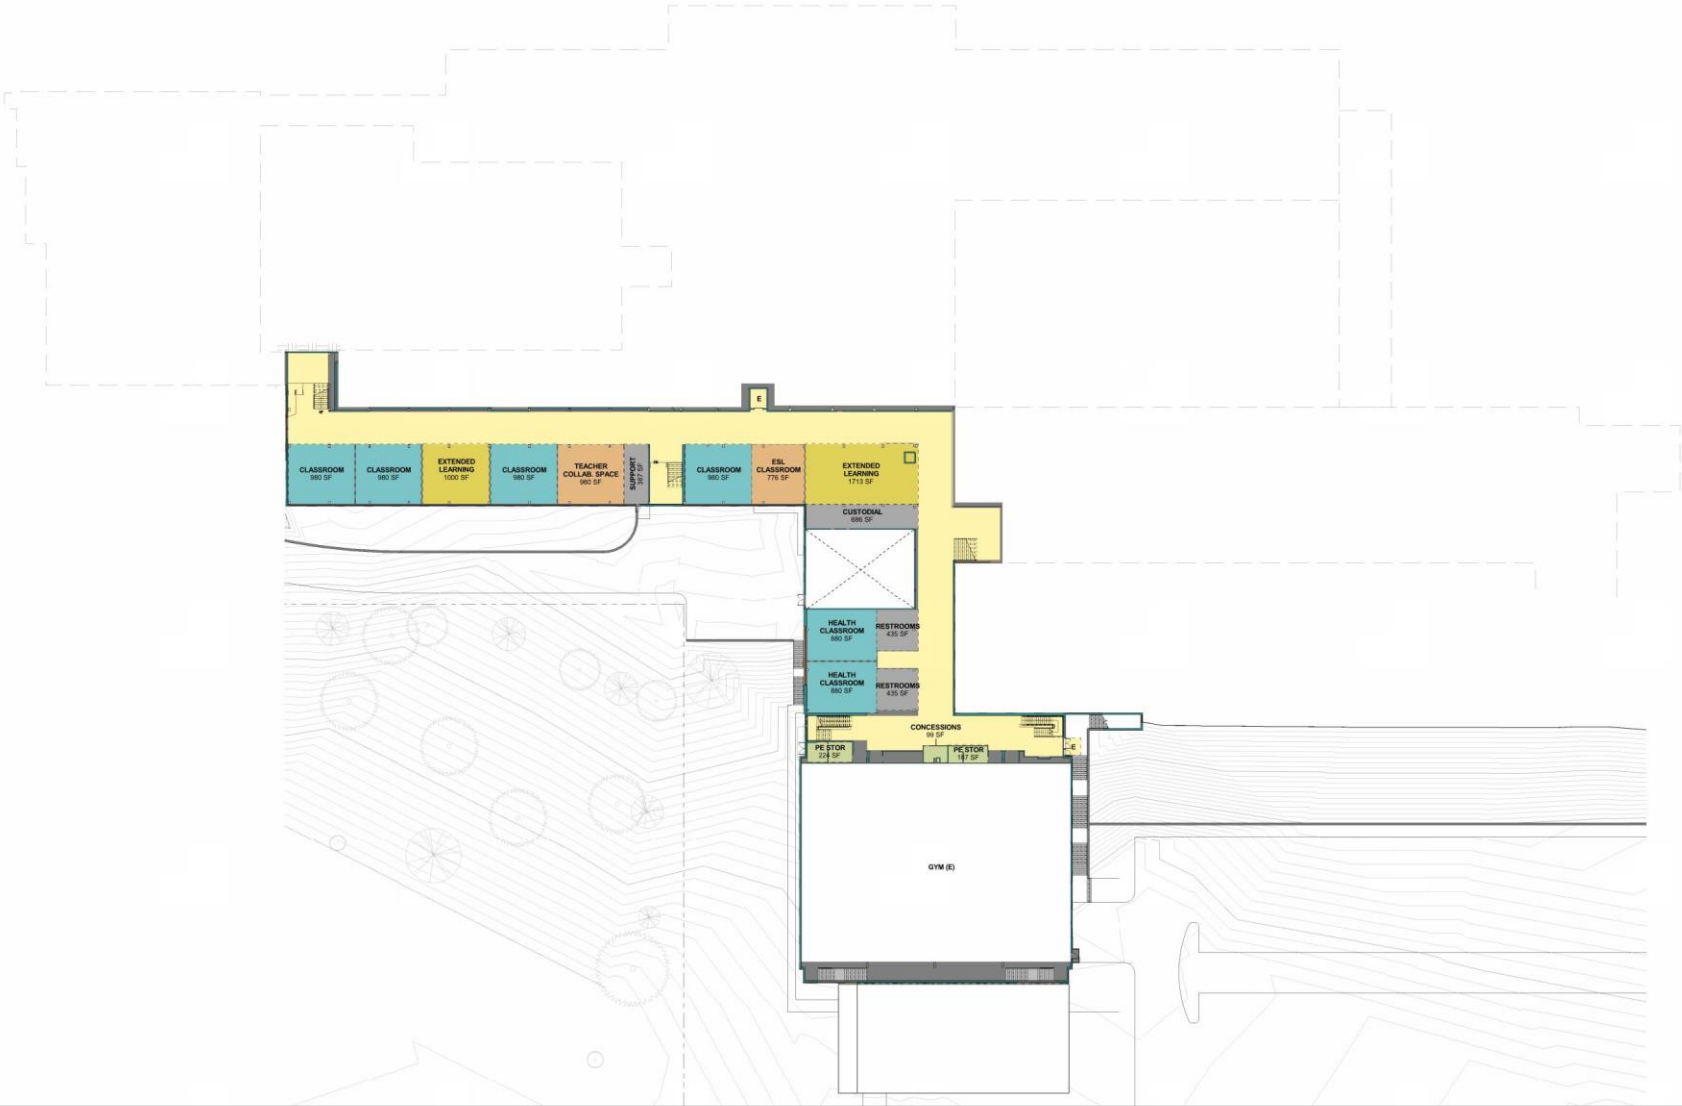 E
CLASSROOM
980 SF
CLASSROOM
980 SF
EXTENDED
LEARNING
1000 SF
CLASSROOM
980 SF
TEACHER
COLLAB. SPACE
980 SF
SUPPORT
387 SF
CLASSROOM
980 SF
ESL
CLASSROOM
776 SF
EXTENDED
LEARNING
1713 SF
CUSTODIAL
686 SF
HEALTH
CLASSROOM
880 SF
RESTROOMS
435 SF
HEALTH
CLASSROOM
880 SF
RESTROOMS
435 SF
CONCESSIONS
99 SF
PE STOR
224 SF
PE STOR
187 SF
E
GYM (E)